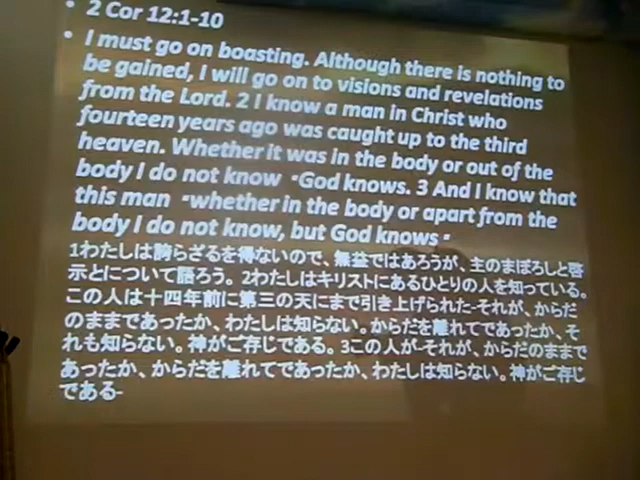 • 2 Cor 12:1-10
• I must go on boasting. Although there is nothing to
be gained, I will go on to visions and revelations
from the Lord. 2 I know a man in Christ who
fourteen years ago was caught up to the third
heaven. Whether it was in the body or out of the
body I do not know -God knows. 3 And I know that
this man -whether in the body or apart from the
body I do not know, but God knows -
1わたしは誇らざるを得ないので、無益ではあろうが、主のまぼろしと啓
示とについて語ろう。2わたしはキリストにあるひとりの人を知っている。
この人は十四年前に第三の天にまで引き上げられた-それが、からだ
のままであったか、わたしは知らない。からだを離れてであったか、そ
れも知らない。神がご存じである。3この人が-それが、からだのままで
あったか、からだを離れてであったか、わたしは知らない。神がご存じ
である-